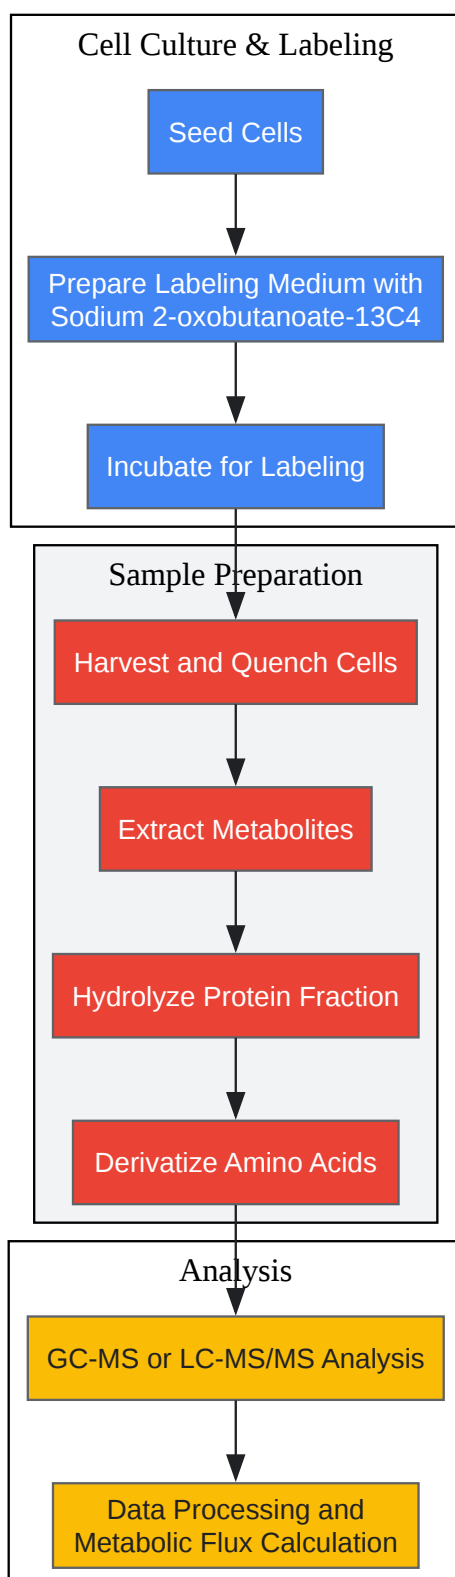 Cell Culture & Labeling
Seed Cells
Prepare Labeling Medium with
Sodium 2-oxobutanoate-13C4
Incubate for Labeling
Sample Preparation
Harvest and Quench Cells
Extract Metabolites
Hydrolyze Protein Fraction
Derivatize Amino Acids
Analysis
GC-MS or LC-MS/MS Analysis
Data Processing and
Metabolic Flux Calculation